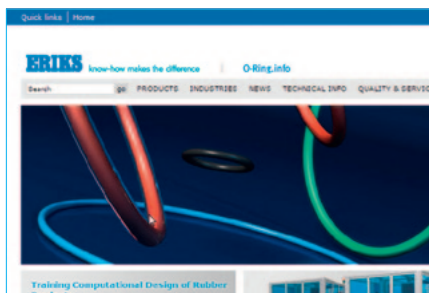 Quick links | Home
ERIKS know-how makes the difference | O-Ring.info
Search go PRODUCTS INDUSTRIES NEWS TECHNICAL INFO QUALITY & SERVIC
Training Computational Design of Rubber